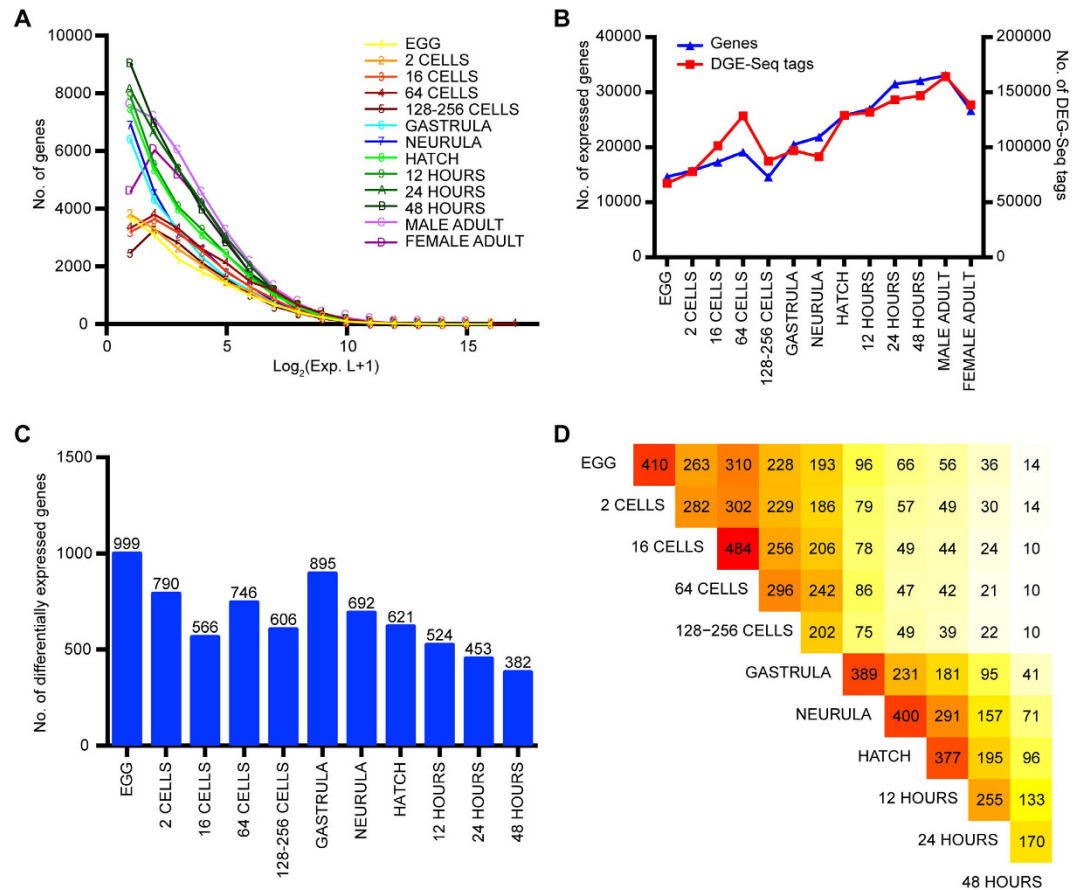 A
10000
8000
6000
4000
2000
0
No. of genes
0
5
10
15
Log2(Exp. L+1)
EGG
2 CELLS
16 CELLS
64 CELLS
128-256 CELLS
GASTRULA
NEURULA
HATCH
12 HOURS
24 HOURS
48 HOURS
MALE ADULT
FEMALE ADULT
B
40000
30000
20000
10000
0
No. of expressed genes
Genes
DGE-Seq tags
200000
150000
100000
50000
0
No. of DEG-Seq tags
EGG
2 CELLS
16 CELLS
64 CELLS
128-256 CELLS
GASTRULA
NEURULA
HATCH
12 HOURS
24 HOURS
48 HOURS
MALE ADULT
FEMALE ADULT
C
1500
1000
500
0
No. of differentially expressed genes
999
790
566
746
606
895
692
621
524
453
382
EGG
2 CELLS
16 CELLS
64 CELLS
128-256 CELLS
GASTRULA
NEURULA
HATCH
12 HOURS
24 HOURS
48 HOURS
D
EGG 410 263 310 228 193 96 66 56 36 14
2 CELLS 282 302 229 186 79 57 49 30 14
16 CELLS 484 256 206 78 49 44 24 10
64 CELLS 296 242 86 47 42 21 10
128−256 CELLS 202 75 49 39 22 10
GASTRULA 389 231 181 95 41
NEURULA 400 291 157 71
HATCH 377 195 96
12 HOURS 255 133
24 HOURS 170
48 HOURS